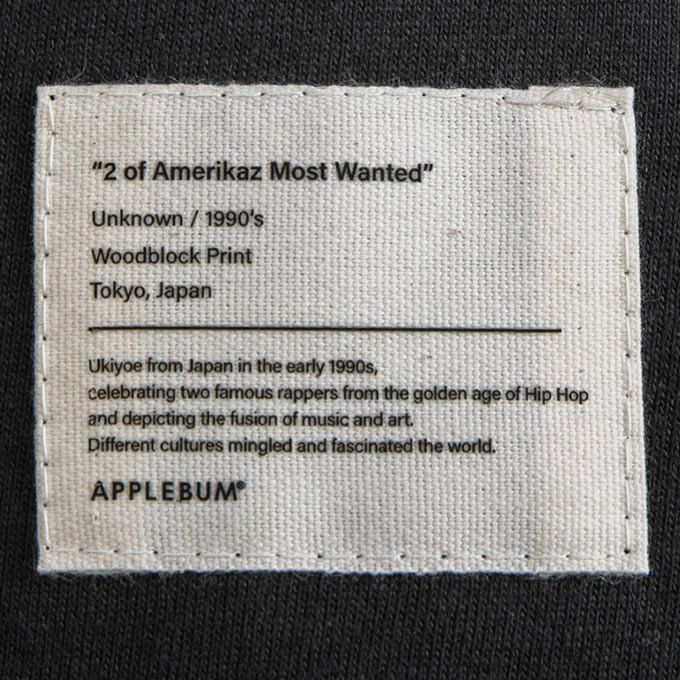 “2 of Amerikaz Most Wanted”
Unknown / 1990’s
Woodblock Print
Tokyo, Japan
Ukiyoe from Japan in the early 1990s,
celebrating two famous rappers from the golden age of Hip Hop
and depicting the fusion of music and art.
Different cultures mingled and fascinated the world.
APPLEBUM®